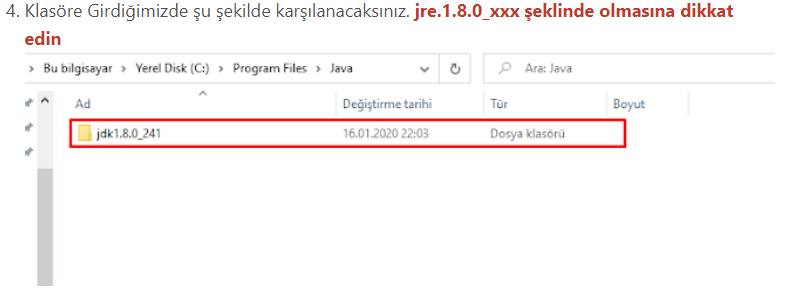 4. Klasöre Girdiğimizde şu şekilde karşılanacaksınız. jre.1.8.0_xxx şeklinde olmasına dikkat
edin
Bu bilgisayar > Yerel Disk (C:) > Program Files > Java
Ara: Java
Ad Değiştirme tarihi Tür Boyut
jdk1.8.0_241 16.01.2020 22:03 Dosya klasörü